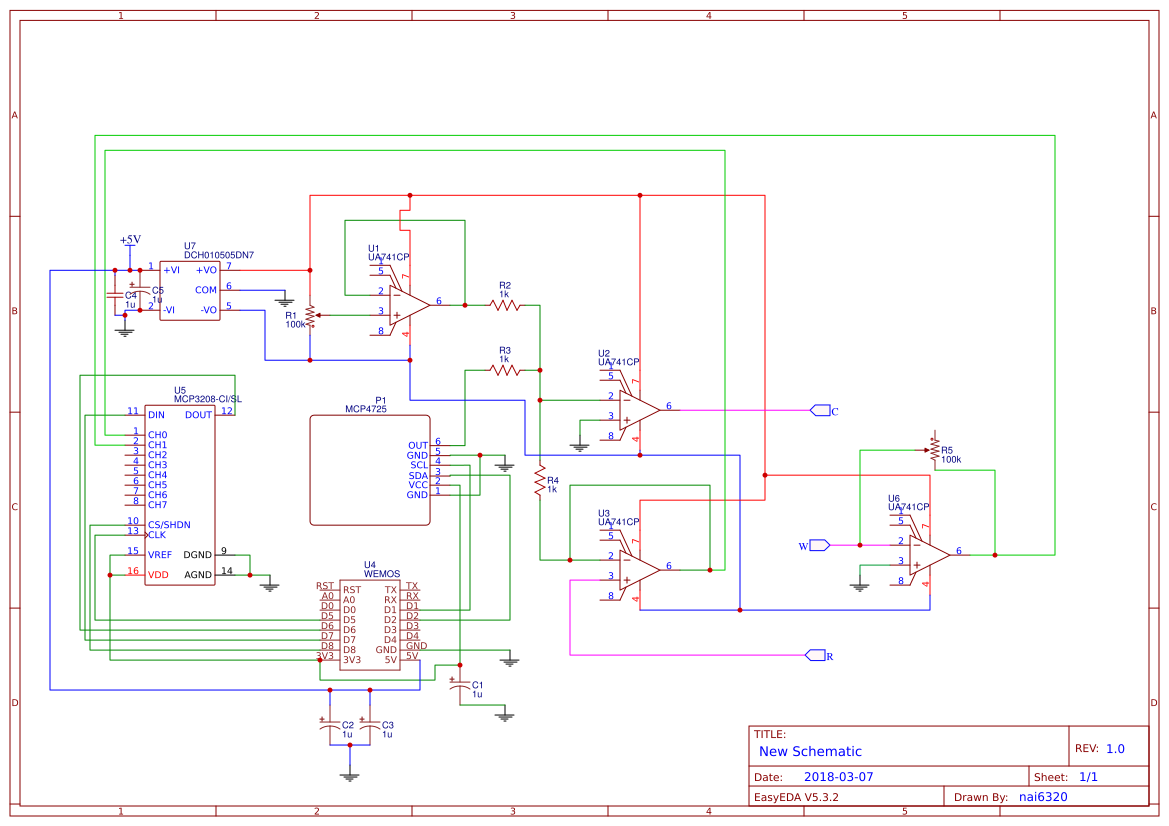 1 2 3 4 5
A A
B B
C C
D D
1 2 3 4 5
+5V
U7
DCH010505DN7
1 +VI +VO 7
COM 6
2 -VI -VO 5
C4
1u
C5
1u
R1
100k
U1
UA741CP
1
5
2
3
8
7
4
6
R2
1k
R3
1k
R4
1k
U2
UA741CP
1
5
2
3
8
7
4
6
C
U5
MCP3208-CI/SL
11 DIN DOUT 12
1 CH0
2 CH1
3 CH2
4 CH3
5 CH4
6 CH5
7 CH6
8 CH7
10 CS/SHDN
13 CLK
15 VREF DGND 9
16 VDD AGND 14
P1
MCP4725
OUT 6
GND 5
SCL 4
SDA 3
VCC 2
GND 1
U3
UA741CP
1
5
2
3
8
7
4
6
R
R5
100k
U6
UA741CP
1
5
2
3
8
7
4
6
W
U4
WEMOS
RST RST TX TX
A0 A0 RX RX
D0 D0 D1 D1
D5 D5 D2 D2
D6 D6 D3 D3
D7 D7 D4 D4
D8 D8 GND GND
3V3 3V3 5V 5V
C1
1u
C2
1u
C3
1u
TITLE:
New Schematic
REV: 1.0
Date: 2018-03-07
Sheet: 1/1
EasyEDA V5.3.2
Drawn By: nai6320